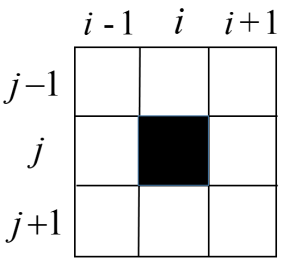 i - 1 i i + 1
j − 1
j
j + 1